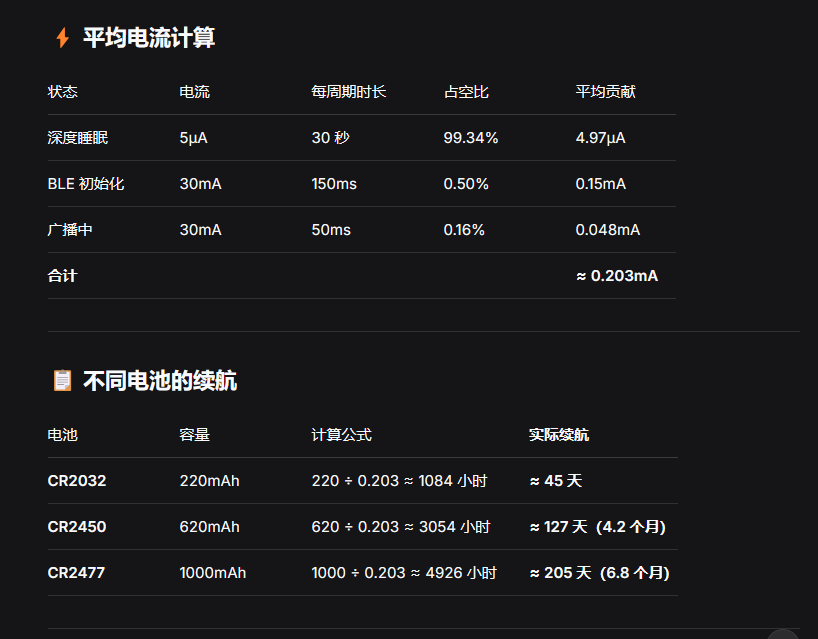 ⚡ 平均电流计算
状态 电流 每周期时长 占空比 平均贡献
深度睡眠 5μA 30 秒 99.34% 4.97μA
BLE 初始化 30mA 150ms 0.50% 0.15mA
广播中 30mA 50ms 0.16% 0.048mA
合计 ≈ 0.203mA
📋 不同电池的续航
电池 容量 计算公式 实际续航
CR2032 220mAh 220 ÷ 0.203 ≈ 1084 小时 ≈ 45 天
CR2450 620mAh 620 ÷ 0.203 ≈ 3054 小时 ≈ 127 天（4.2 个月）
CR2477 1000mAh 1000 ÷ 0.203 ≈ 4926 小时 ≈ 205 天（6.8 个月）